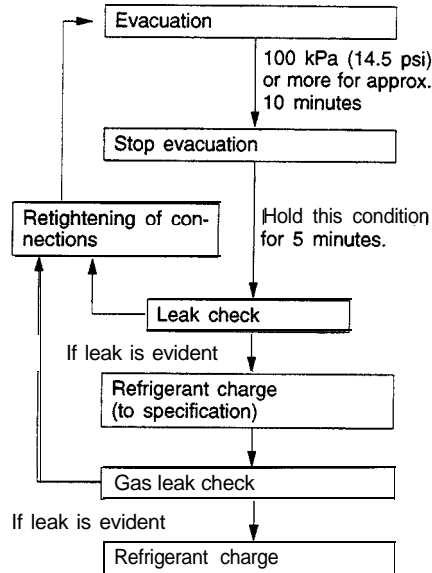 Evacuation
100 kPa (14.5 psi)
or more for approx.
10 minutes
Stop evacuation
Retightening of con-
nections
Hold this condition
for 5 minutes.
Leak check
If leak is evident
Refrigerant charge
(to specification)
Gas leak check
If leak is evident
Refrigerant charge